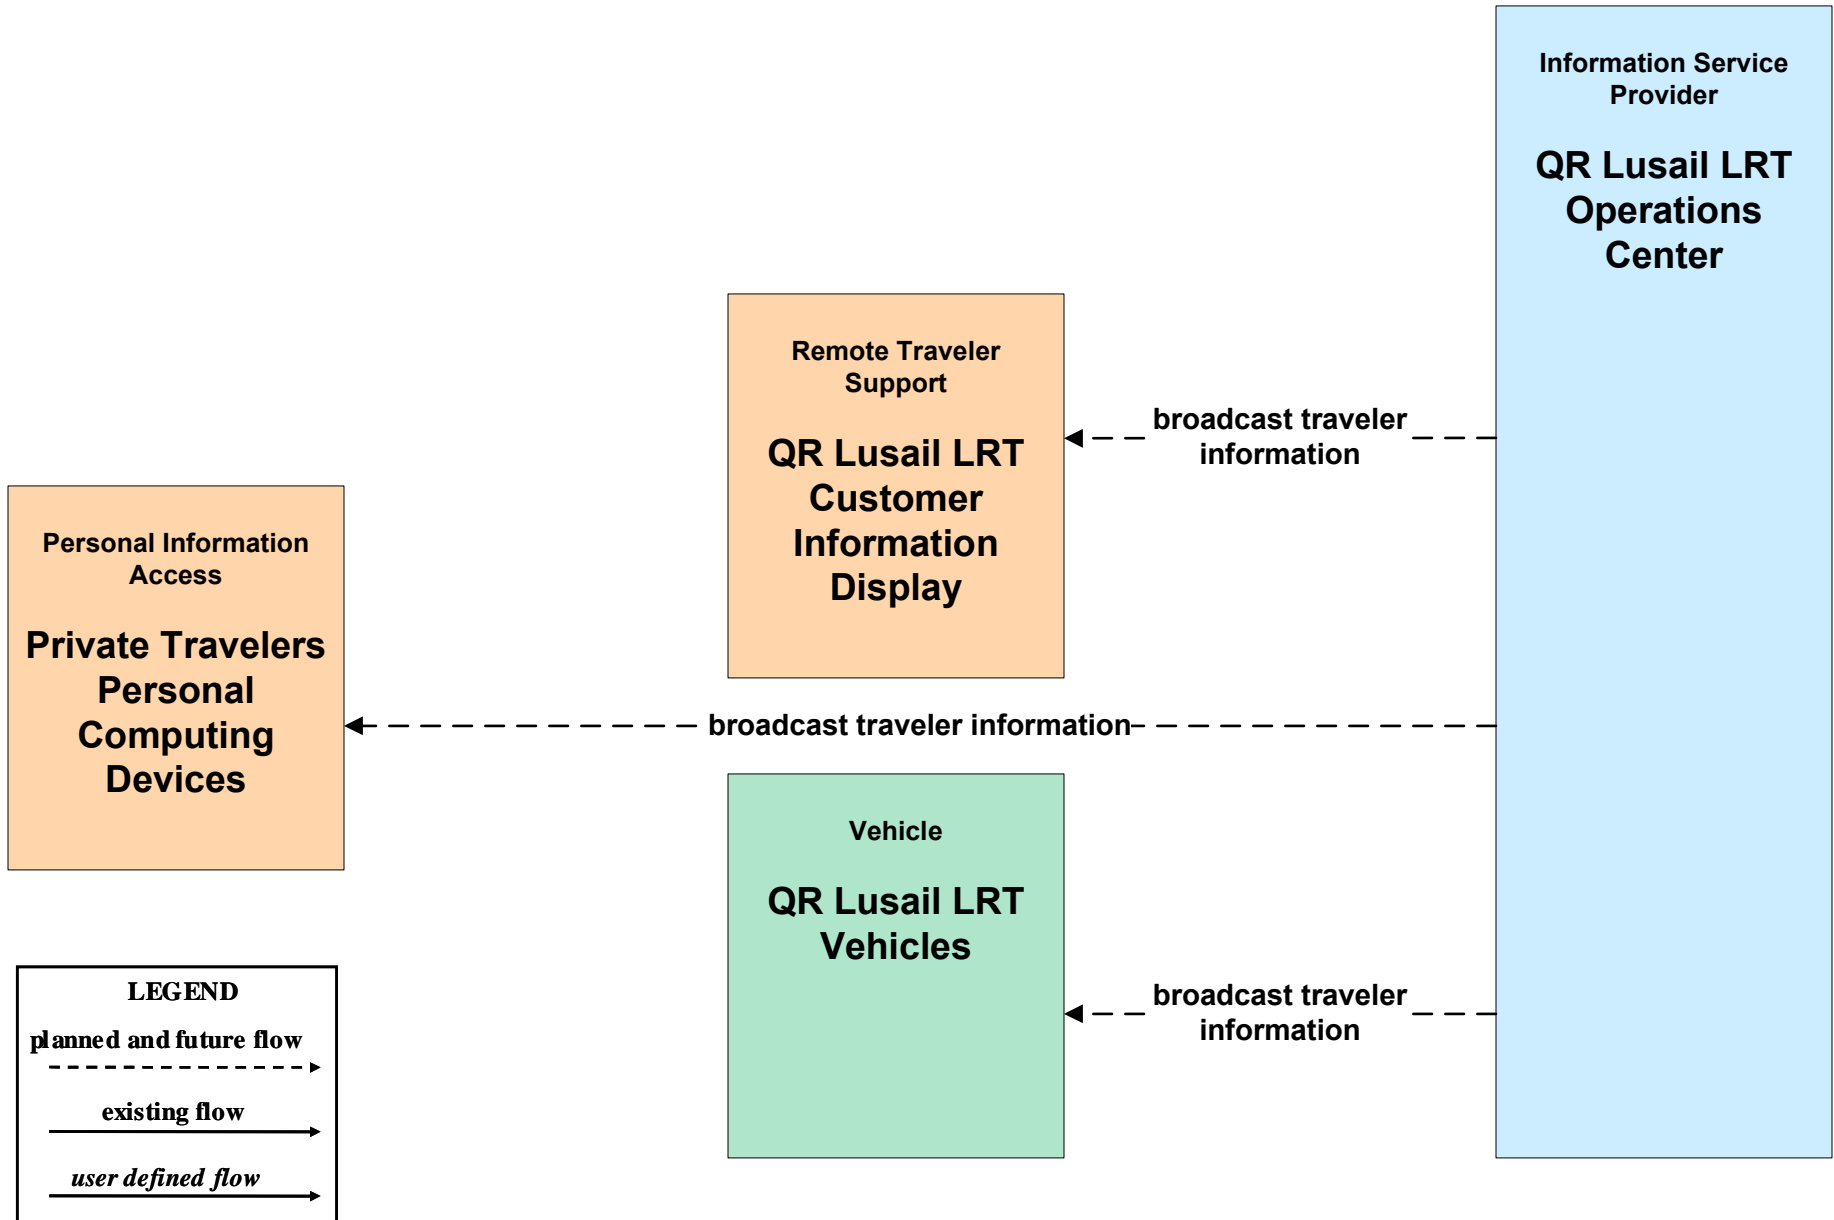 Information Service
Provider
QR Lusail LRT
Operations
Center
Remote Traveler
Support
QR Lusail LRT
Customer
Information
Display
broadcast traveler
information
Personal Information
Access
Private Travelers
Personal
Computing
Devices
broadcast traveler information
Vehicle
QR Lusail LRT
Vehicles
broadcast traveler
information
LEGEND
planned and future flow
existing flow
user defined flow